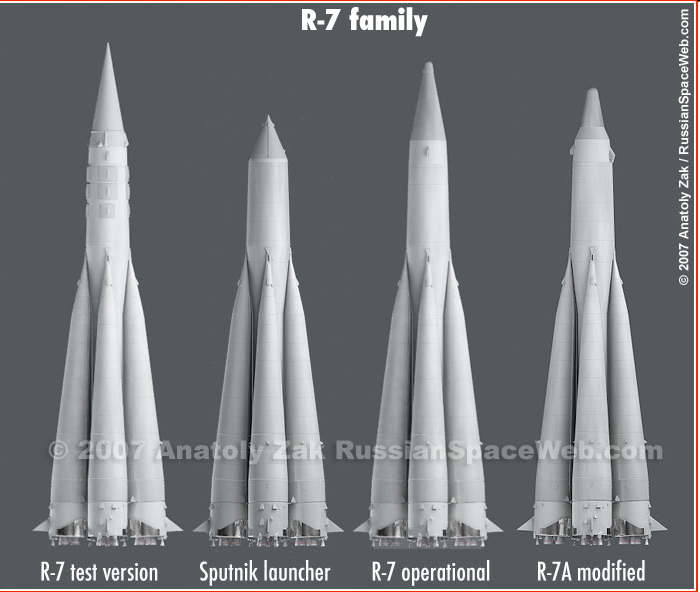 R-7 family
© 2007 Anatoly Zak / RussianSpaceWeb.com
© 2007 Anatoly Zak RussianSpaceWeb.com
R-7 test version
Sputnik launcher
R-7 operational
R-7A modified